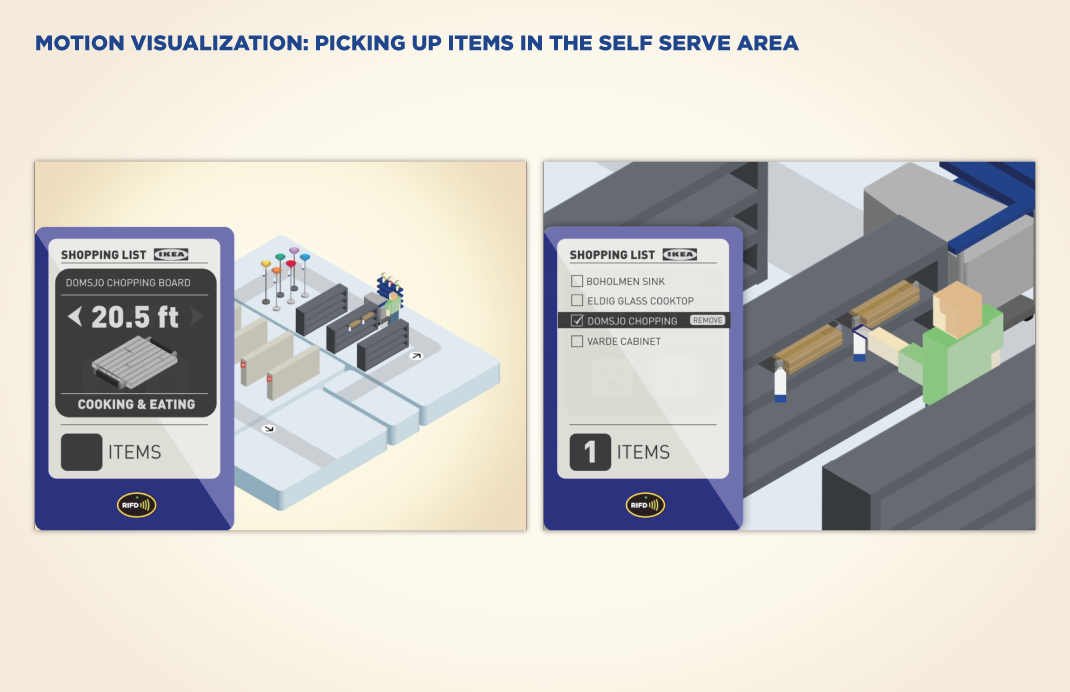 MOTION VISUALIZATION: PICKING UP ITEMS IN THE SELF SERVE AREA
SHOPPING LIST IKEA
DOMSJO CHOPPING BOARD
20.5 ft
COOKING & EATING
ITEMS
RIFD
SHOPPING LIST IKEA
BOHOLMEN SINK
ELDIG GLASS COOKTOP
DOMSJO CHOPPING REMOVE
VARDE CABINET
1 ITEMS
RIFD